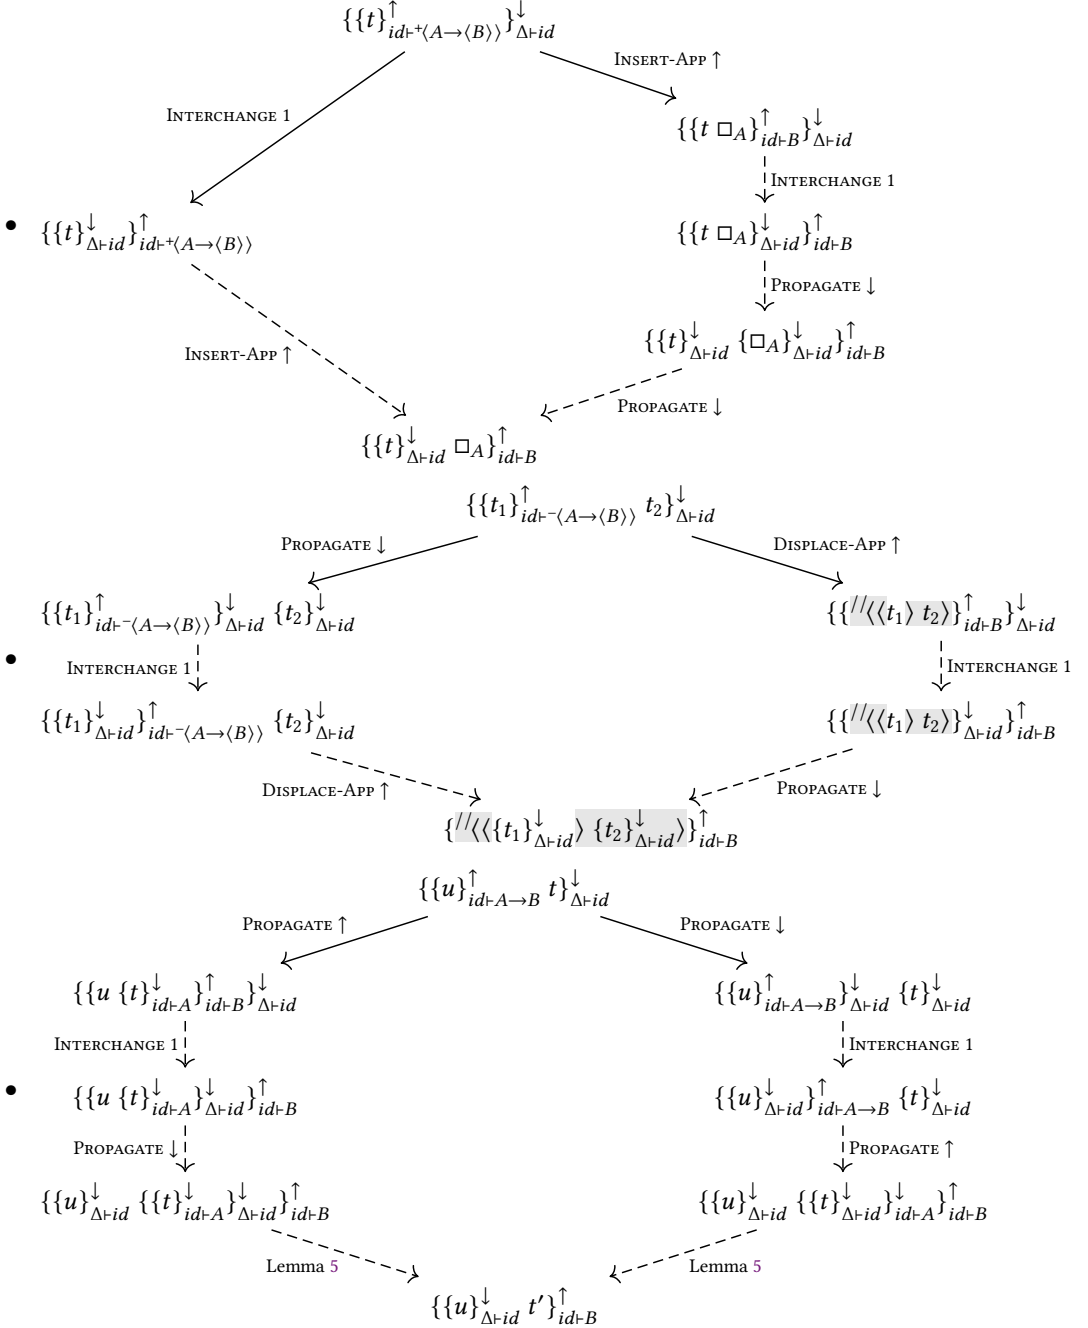 {{t}↑_{id⊢⁺⟨A→⟨B⟩⟩}}↓_{Δ⊢id}
Insert-App ↑
Interchange 1
{{t □_A}↑_{id⊢B}}↓_{Δ⊢id}
Interchange 1
• {{t}↓_{Δ⊢id}}↑_{id⊢⁺⟨A→⟨B⟩⟩} {{t □_A}↓_{Δ⊢id}}↑_{id⊢B}
Propagate ↓
{{t}↓_{Δ⊢id} {□_A}↓_{Δ⊢id}}↑_{id⊢B}
Insert-App ↑
Propagate ↓
{{t}↓_{Δ⊢id} □_A}↑_{id⊢B}
{{t₁}↑_{id⊢⁻⟨A→⟨B⟩⟩} t₂}↓_{Δ⊢id}
Propagate ↓ Displace-App ↑
{{t₁}↑_{id⊢⁻⟨A→⟨B⟩⟩}}↓_{Δ⊢id} {t₂}↓_{Δ⊢id} {{//⟨⟨t₁⟩ t₂⟩}↑_{id⊢B}}↓_{Δ⊢id}
• Interchange 1 Interchange 1
{{t₁}↓_{Δ⊢id}}↑_{id⊢⁻⟨A→⟨B⟩⟩} {t₂}↓_{Δ⊢id} {{//⟨⟨t₁⟩ t₂⟩}↓_{Δ⊢id}}↑_{id⊢B}
Displace-App ↑ Propagate ↓
{//⟨⟨{t₁}↓_{Δ⊢id}⟩ {t₂}↓_{Δ⊢id}⟩}↑_{id⊢B}
{{u}↑_{id⊢A→B} t}↓_{Δ⊢id}
Propagate ↑ Propagate ↓
{{u {t}↓_{id⊢A}}↑_{id⊢B}}↓_{Δ⊢id} {{u}↑_{id⊢A→B}}↓_{Δ⊢id} {t}↓_{Δ⊢id}
Interchange 1 Interchange 1
• {{u {t}↓_{id⊢A}}↓_{Δ⊢id}}↑_{id⊢B} {{u}↓_{Δ⊢id}}↑_{id⊢A→B} {t}↓_{Δ⊢id}
Propagate ↓ Propagate ↑
{{u}↓_{Δ⊢id} {{t}↓_{id⊢A}}↓_{Δ⊢id}}↑_{id⊢B} {{u}↓_{Δ⊢id} {{t}↓_{Δ⊢id}}↓_{id⊢A}}↑_{id⊢B}
Lemma 5 Lemma 5
{{u}↓_{Δ⊢id} t′}↑_{id⊢B}